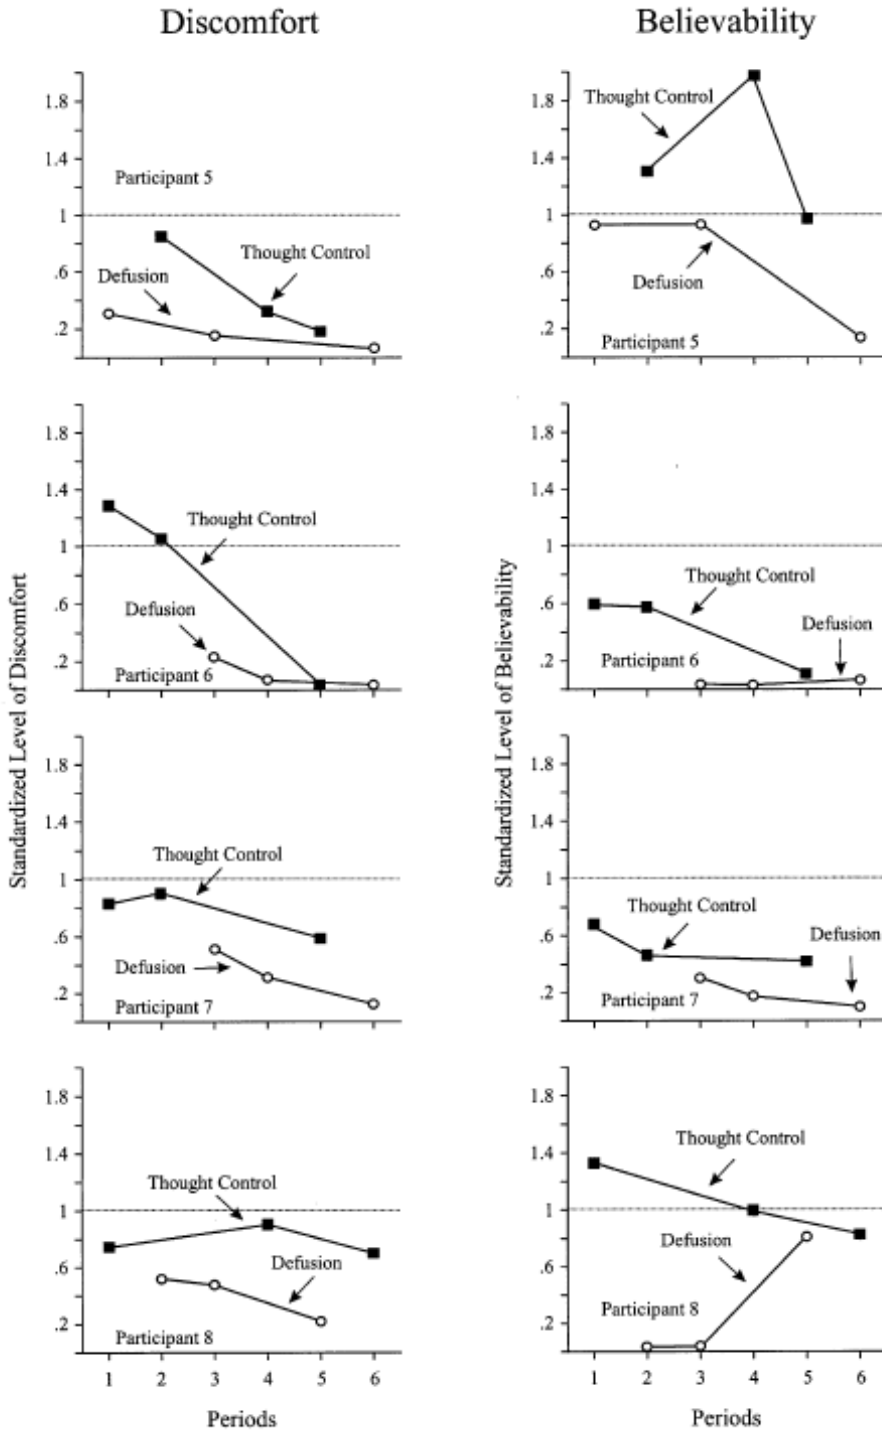 Discomfort
Believability
Standardized Level of Discomfort
1.8
1.4
1
.6
.2
Participant 5
Thought Control
Defusion
1.8
1.4
1
.6
.2
Thought Control
Defusion
Participant 5
1.8
1.4
1
.6
.2
Thought Control
Defusion
Participant 6
Standardized Level of Believability
1.8
1.4
1
.6
.2
Thought Control
Defusion
Participant 6
1.8
1.4
1
.6
.2
Thought Control
Defusion
Participant 7
1.8
1.4
1
.6
.2
Thought Control
Defusion
Participant 7
1.8
1.4
1
.6
.2
Thought Control
Defusion
Participant 8
1 2 3 4 5 6
Periods
1.8
1.4
1
.6
.2
Thought Control
Defusion
Participant 8
1 2 3 4 5 6
Periods